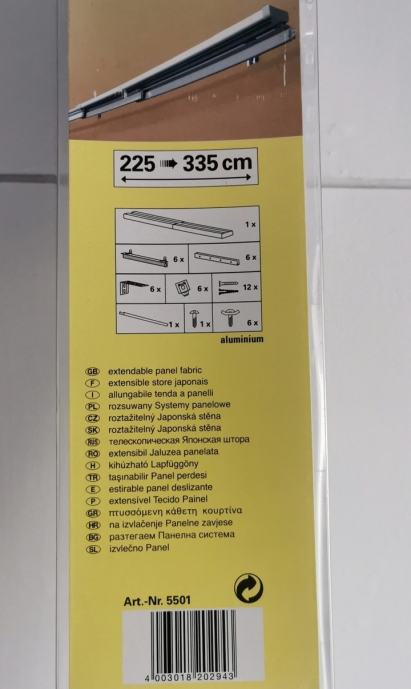 225 ➠ 335 cm
1 x
6 x 6 x
6 x 6 x 12 x
1 x 1 x 6 x
aluminium
GB extendable panel fabric
F extensible store japonais
I allungabile tenda a panelli
PL rozsuwany Systemy panelowe
CZ roztažitelný Japonská stěna
SK roztažitelný Japonská stěna
RUS телескопическая Японская штора
RO extensibil Jaluzea panelata
H kihúzható Lapfüggöny
TR taşınabilir Panel perdesi
E estirable panel deslizante
P extensível Tecido Painel
GR πτυσσόμενη κάθετη κουρτίνα
HR na izvlačenje Panelne zavjese
BG разтегаем Панелна система
SL izvlečno Panel
Art.-Nr. 5501
4 003018 202943